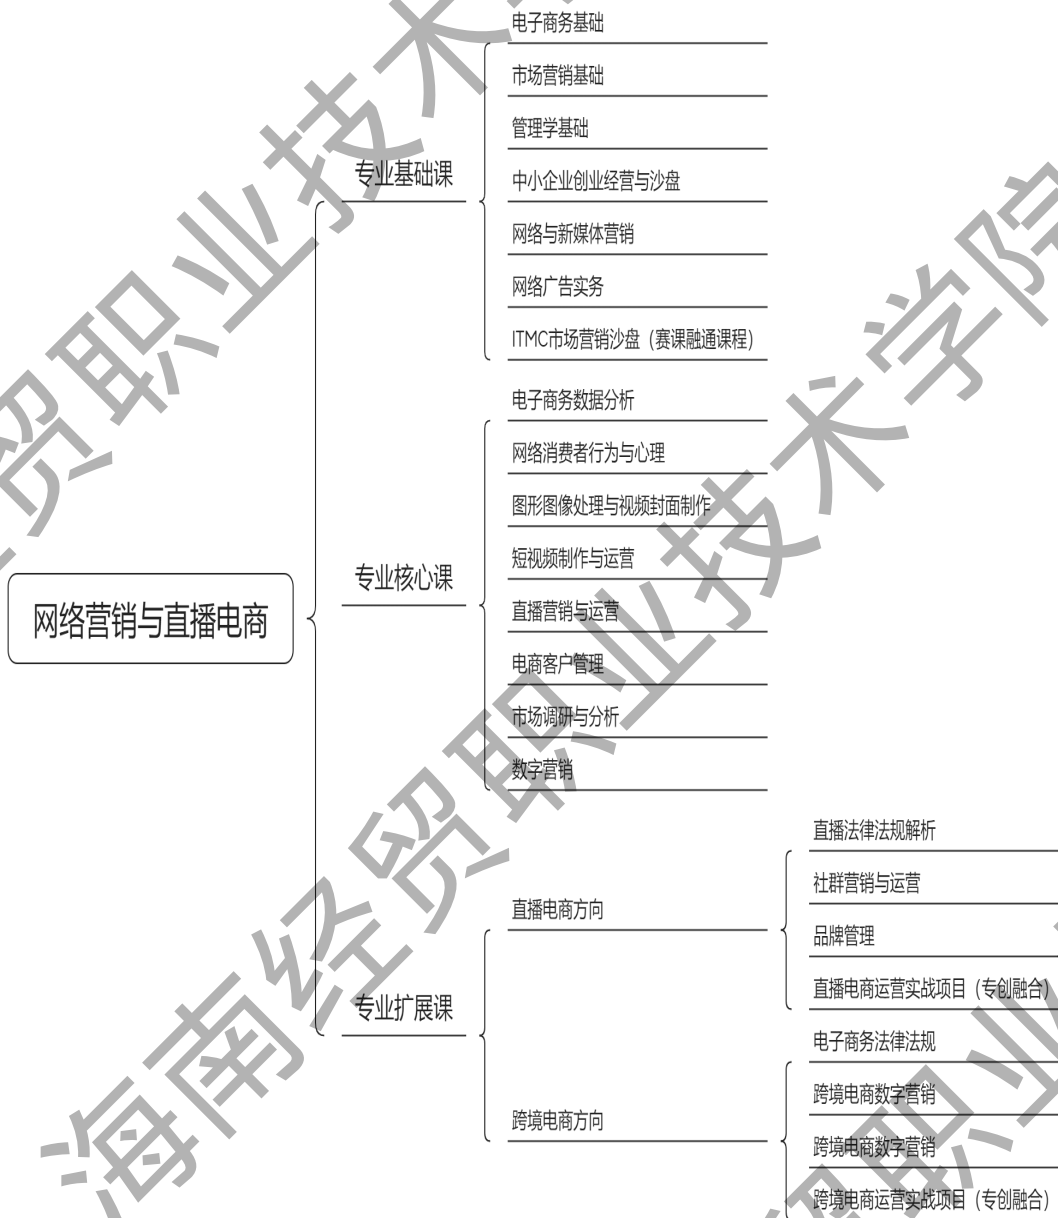 电子商务基础
市场营销基础
管理学基础
专业基础课
中小企业创业经营与沙盘
网络与新媒体营销
网络广告实务
ITMC市场营销沙盘（赛课融通课程）
电子商务数据分析
网络消费者行为与心理
图形图像处理与视频封面制作
短视频制作与运营
专业核心课
直播营销与运营
网络营销与直播电商
电商客户管理
市场调研与分析
数字营销
直播法律法规解析
社群营销与运营
直播电商方向
品牌管理
直播电商运营实战项目（专创融合）
专业扩展课
电子商务法律法规
跨境电商数字营销
跨境电商方向
跨境电商数字营销
跨境电商运营实战项目（专创融合）
海南经贸职业技术学院
贸职业技术
职业